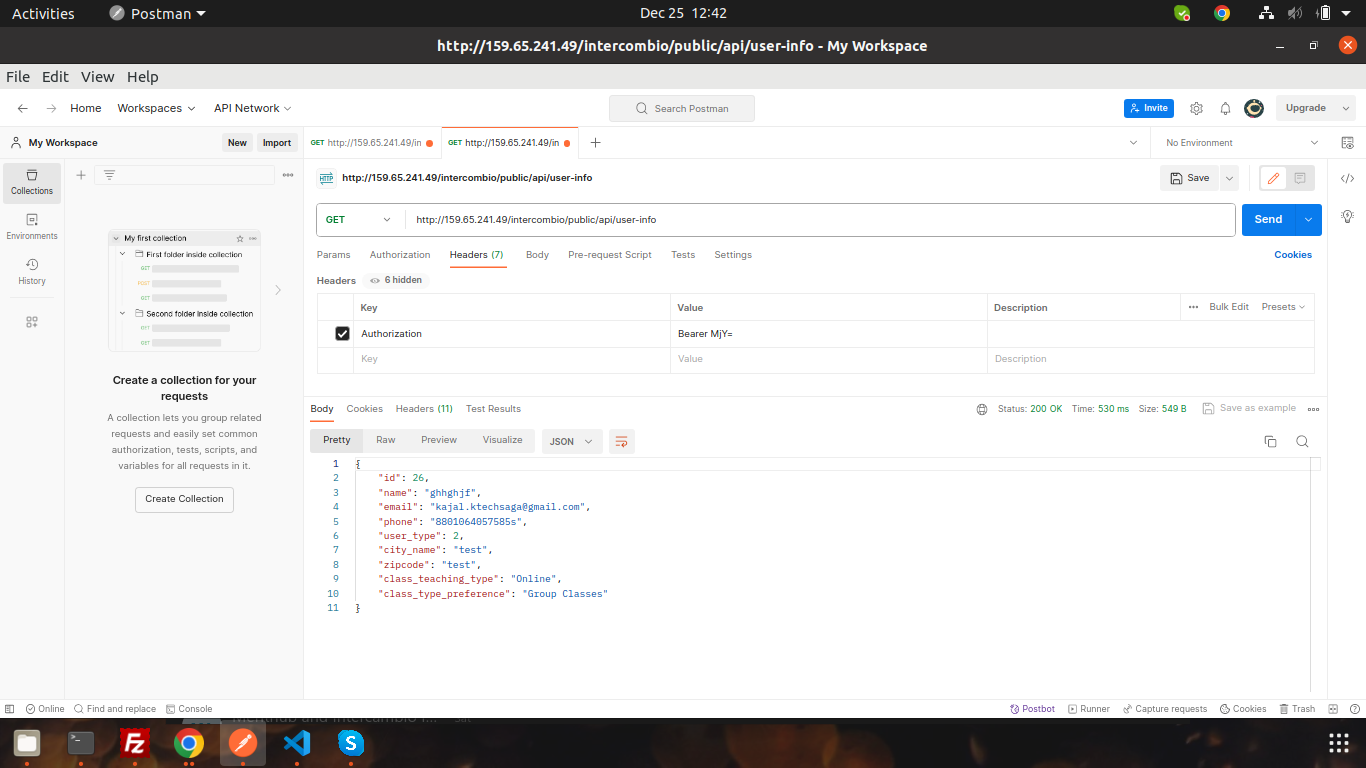 Activities Postman Dec 25 12:42
http://159.65.241.49/intercombio/public/api/user-info - My Workspace
File Edit View Help
Home Workspaces API Network Search Postman Invite Upgrade
My Workspace New Import GET http://159.65.241.49/in GET http://159.65.241.49/in No Environment
Collections
Environments
History
My first collection
First folder inside collection
GET
POST
GET
Second folder inside collection
GET
GET
Create a collection for your
requests
A collection lets you group related
requests and easily set common
authorization, tests, scripts, and
variables for all requests in it.
Create Collection
HTTP http://159.65.241.49/intercombio/public/api/user-info Save
GET http://159.65.241.49/intercombio/public/api/user-info Send
Params Authorization Headers (7) Body Pre-request Script Tests Settings Cookies
Headers 6 hidden
Key Value Description Bulk Edit Presets
Authorization Bearer MjY=
Key Value Description
Body Cookies Headers (11) Test Results Status: 200 OK Time: 530 ms Size: 549 B Save as example
Pretty Raw Preview Visualize JSON
1 {
2 "id": 26,
3 "name": "ghhghjf",
4 "email": "kajal.ktechsaga@gmail.com",
5 "phone": "8801064057585s",
6 "user_type": 2,
7 "city_name": "test",
8 "zipcode": "test",
9 "class_teaching_type": "Online",
10 "class_type_preference": "Group Classes"
11 }
Online Find and replace Console Postbot Runner Capture requests Cookies Trash